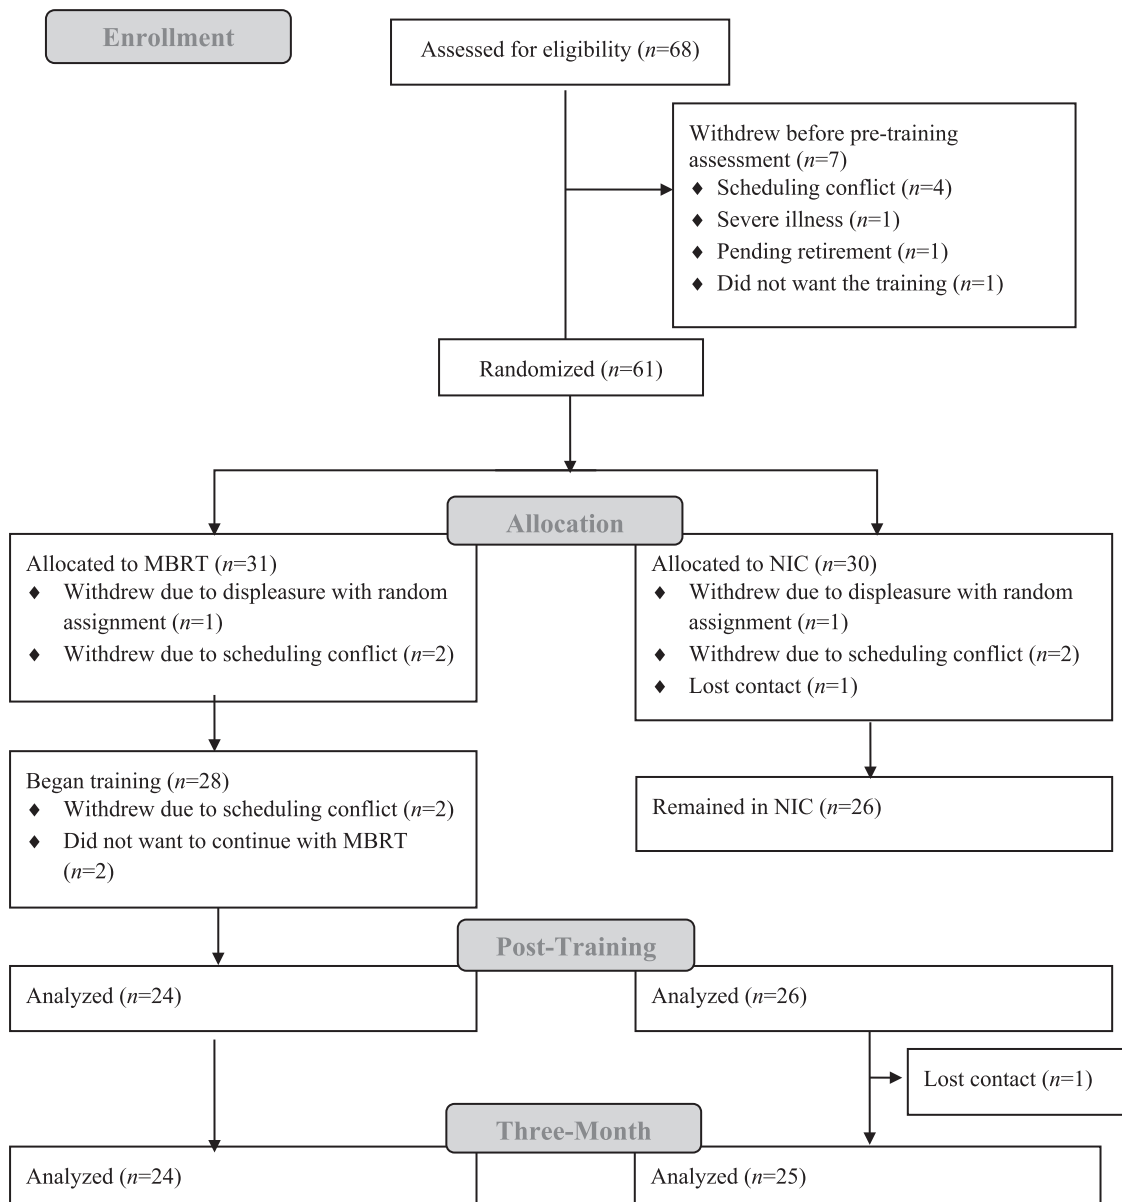 Enrollment
Assessed for eligibility (n=68)
Withdrew before pre-training
assessment (n=7)
♦ Scheduling conflict (n=4)
♦ Severe illness (n=1)
♦ Pending retirement (n=1)
♦ Did not want the training (n=1)
Randomized (n=61)
Allocation
Allocated to MBRT (n=31)
♦ Withdrew due to displeasure with random
assignment (n=1)
♦ Withdrew due to scheduling conflict (n=2)
Allocated to NIC (n=30)
♦ Withdrew due to displeasure with random
assignment (n=1)
♦ Withdrew due to scheduling conflict (n=2)
♦ Lost contact (n=1)
Began training (n=28)
♦ Withdrew due to scheduling conflict (n=2)
♦ Did not want to continue with MBRT
(n=2)
Remained in NIC (n=26)
Post-Training
Analyzed (n=24)
Analyzed (n=26)
Lost contact (n=1)
Three-Month
Analyzed (n=24)
Analyzed (n=25)